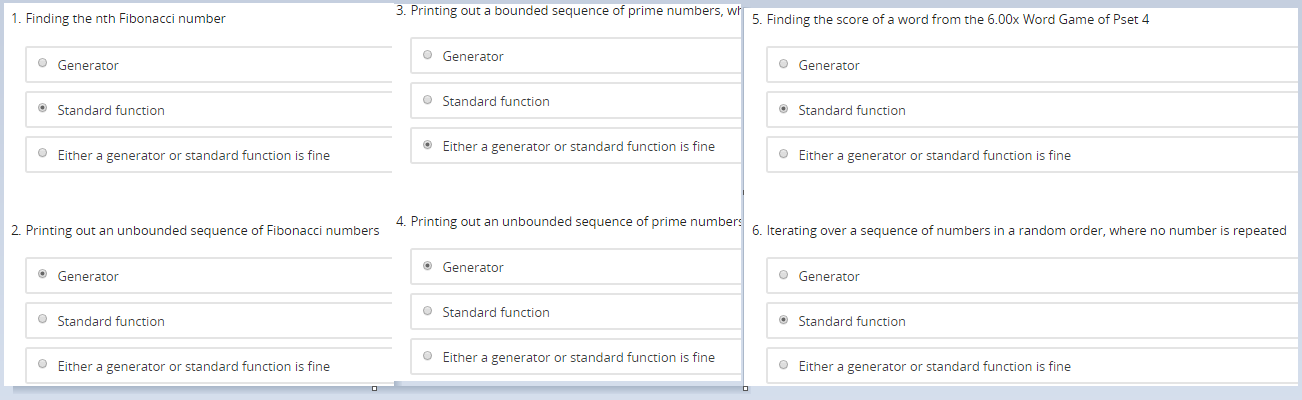 1. Finding the nth Fibonacci number
Generator
Standard function
Either a generator or standard function is fine
2. Printing out an unbounded sequence of Fibonacci numbers
Generator
Standard function
Either a generator or standard function is fine
3. Printing out a bounded sequence of prime numbers,
Generator
Standard function
Either a generator or standard function is fine
4. Printing out an unbounded sequence of prime numbers
Generator
Standard function
Either a generator or standard function is fine
5. Finding the score of a word from the 6.00x Word Game of Pset 4
Generator
Standard function
Either a generator or standard function is fine
6. Iterating over a sequence of numbers in a random order, where no number is repeated
Generator
Standard function
Either a generator or standard function is fine